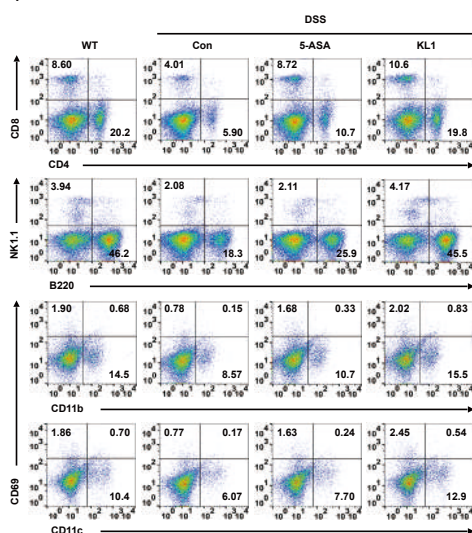 DSS
WT Con 5-ASA KL1
8.60 4.01 8.72 10.6
20.2 5.90 10.7 19.8
CD8
CD4
3.94 2.08 2.11 4.17
46.2 18.3 25.9 45.5
NK1.1
B220
1.90 0.68 0.78 0.15 1.68 0.33 2.02 0.83
14.5 8.57 10.7 15.5
CD11b
1.86 0.70 0.77 0.17 1.63 0.24 2.45 0.54
10.4 6.07 7.70 12.9
CD69
CD11c